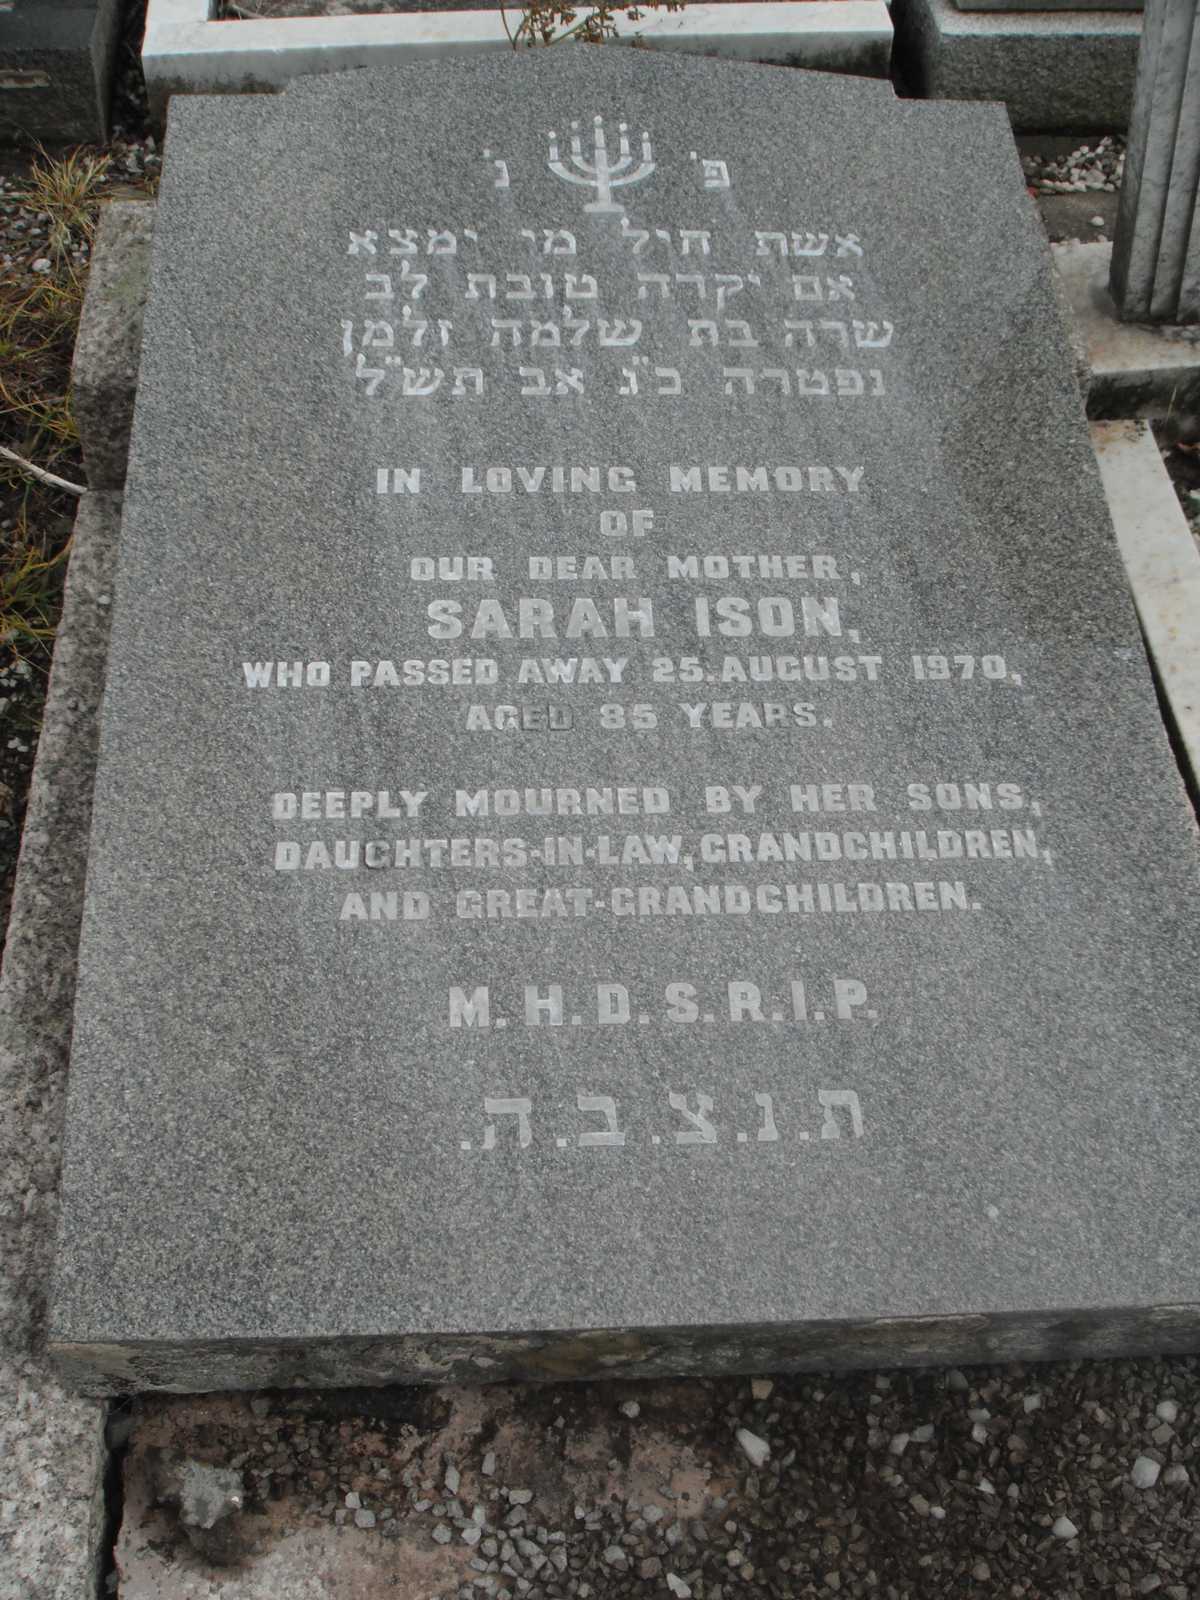 פ' נ'
אשת חיל מי ימצא
אם יקרה טובת לב
שרה בת שלמה זלמן
נפטרה כ"ג אב תש"ל
IN LOVING MEMORY
OF
OUR DEAR MOTHER,
SARAH ISON,
WHO PASSED AWAY 25.AUGUST 1970,
AGED 85 YEARS.
DEEPLY MOURNED BY HER SONS,
DAUGHTERS-IN-LAW, GRANDCHILDREN,
AND GREAT-GRANDCHILDREN.
M.H.D.S.R.I.P.
ת.נ.צ.ב.ה.